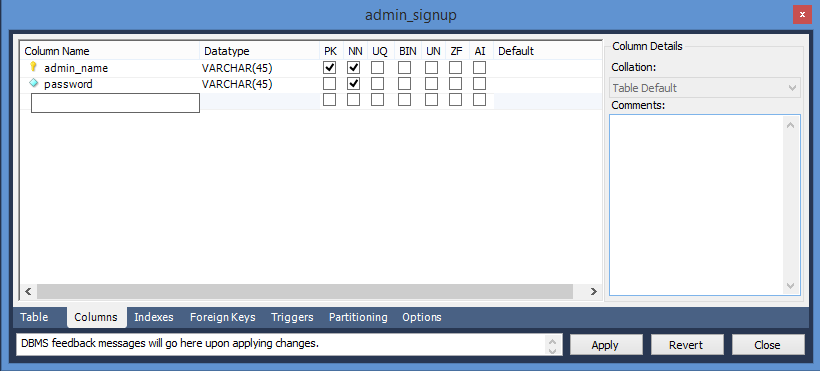 admin_signup
x
Column Name Datatype PK NN UQ BIN UN ZF AI Default
admin_name VARCHAR(45)
password VARCHAR(45)
Column Details
Collation:
Table Default
Comments:
Table Columns Indexes Foreign Keys Triggers Partitioning Options
DBMS feedback messages will go here upon applying changes.
Apply Revert Close